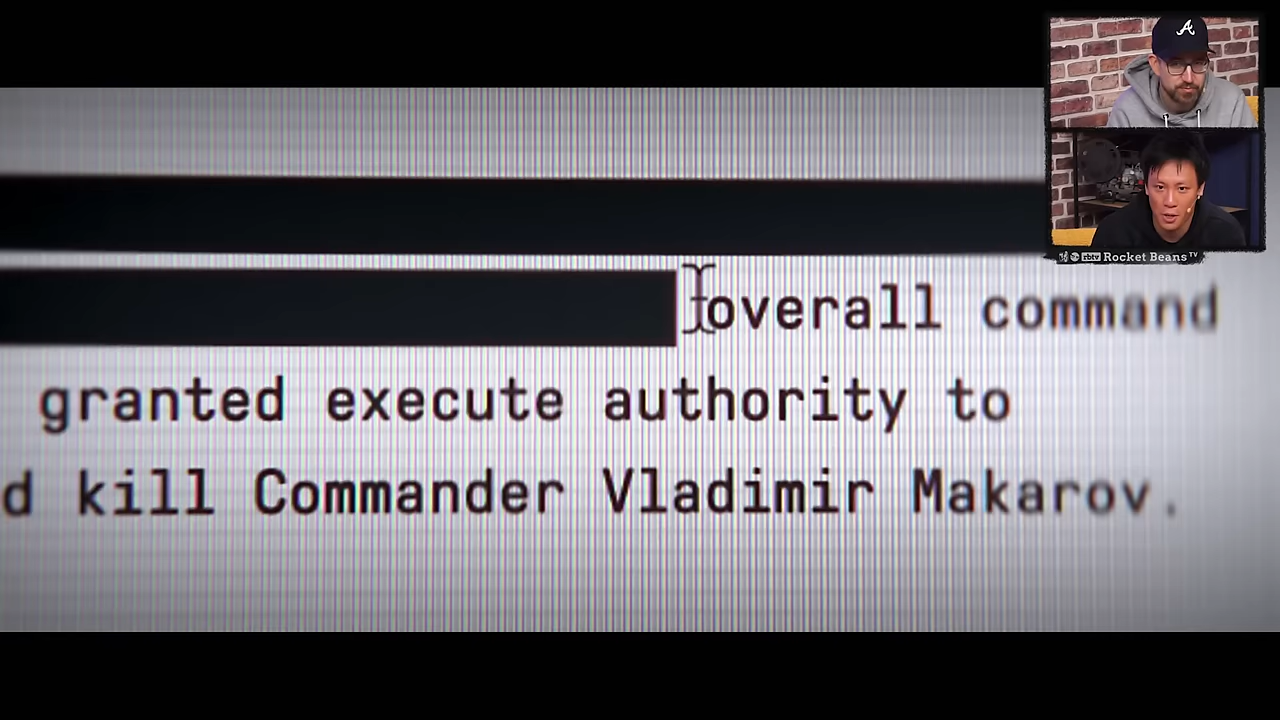 A
Rocket Beans TV
overall command
granted execute authority to
d kill Commander Vladimir Makarov.